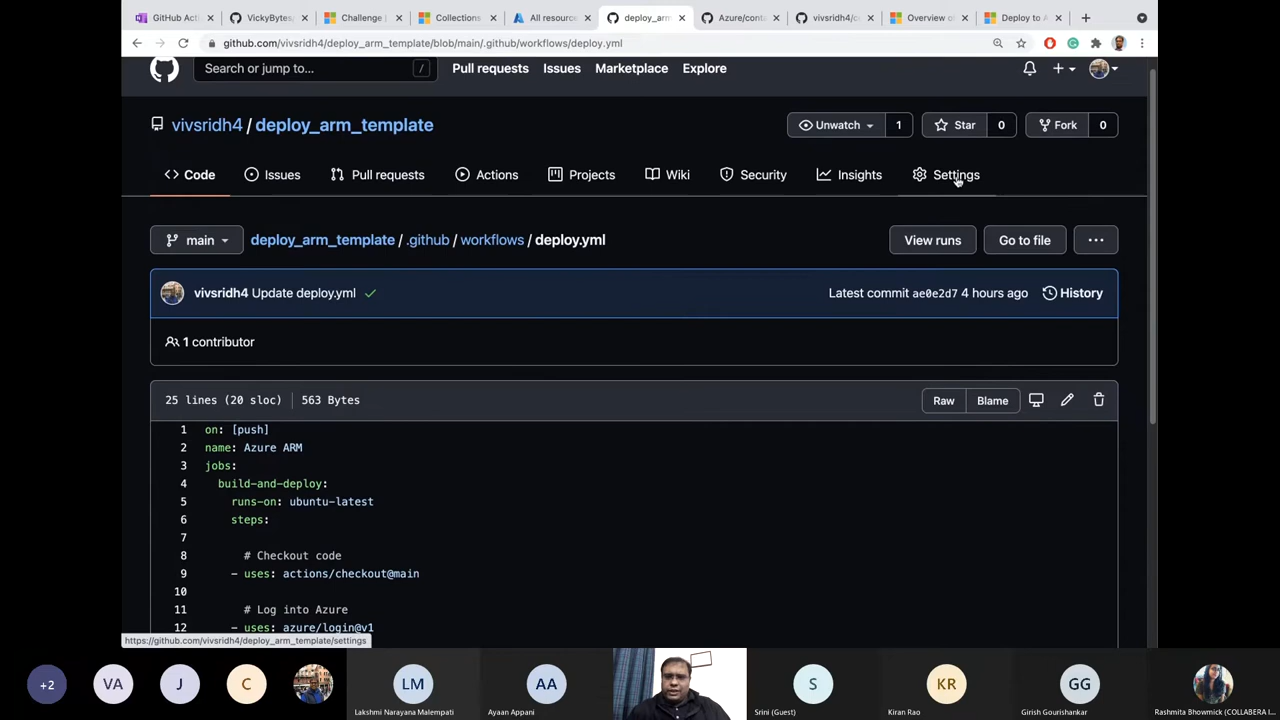 GitHub Acti
VickyBytes
Challenge
Collections
All resource
deploy_arm
Azure/cont
vivsridh4/c
Overview o
Deploy to A
github.com/vivsridh4/deploy_arm_template/blob/main/.github/workflows/deploy.yml
Search or jump to... / Pull requests Issues Marketplace Explore
vivsridh4 / deploy_arm_template
Unwatch 1 Star 0 Fork 0
Code Issues Pull requests Actions Projects Wiki Security Insights Settings
main deploy_arm_template / .github / workflows / deploy.yml
View runs Go to file ...
vivsridh4 Update deploy.yml Latest commit ae0e2d7 4 hours ago History
1 contributor
25 lines (20 sloc) 563 Bytes Raw Blame
1 on: [push]
2 name: Azure ARM
3 jobs:
4 build-and-deploy:
5 runs-on: ubuntu-latest
6 steps:
7
8 # Checkout code
9 - uses: actions/checkout@main
10
11 # Log into Azure
12 - uses: azure/login@v1
https://github.com/vivsridh4/deploy_arm_template/settings
+2 VA J C LM AA S KR GG
Lakshmi Narayana Malempati Ayaan Appani Srini (Guest) Kiran Rao Girish Gourishankar Rashmita Bhowmick (COLLABERA I...